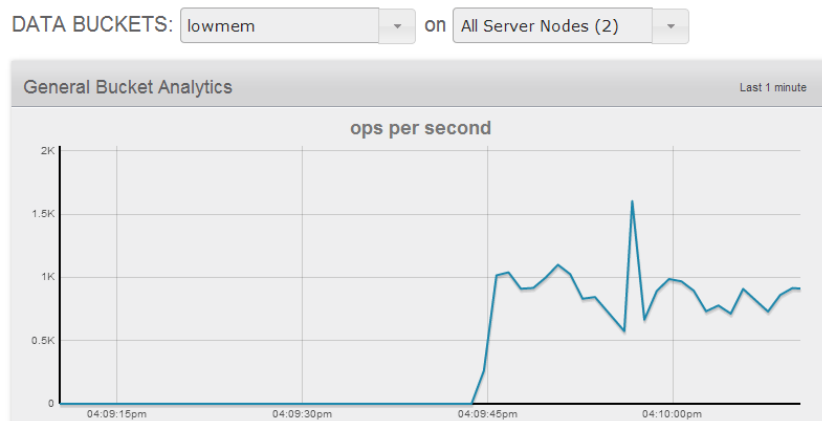 DATA BUCKETS: lowmem on All Server Nodes (2)
General Bucket Analytics Last 1 minute
ops per second
2K
1.5K
1K
0.5K
0
04:09:15pm 04:09:30pm 04:09:45pm 04:10:00pm